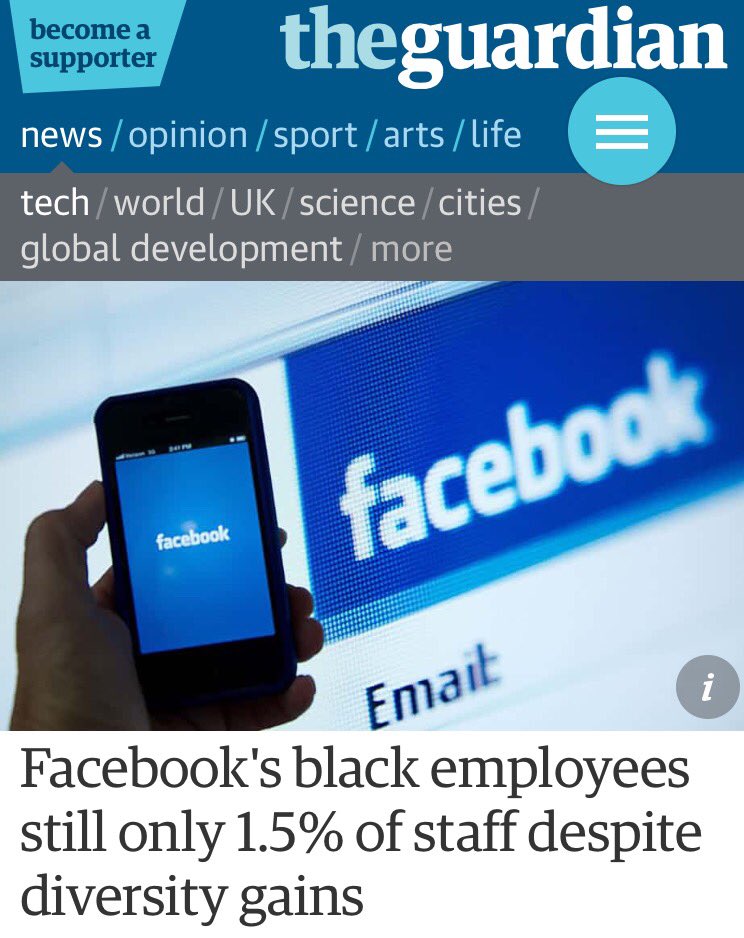 become a
supporter
theguardian
news / opinion / sport / arts / life
tech / world / UK / science / cities /
global development / more
facebook
facebook
Email
i
Facebook's black employees
still only 1.5% of staff despite
diversity gains